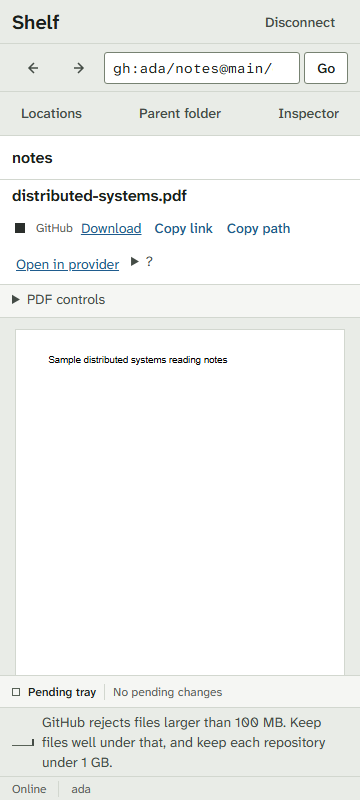 Shelf
Disconnect
gh:ada/notes@main/
Go
Locations
Parent folder
Inspector
notes
distributed-systems.pdf
GitHub
Download
Copy link
Copy path
Open in provider
?
PDF controls
Sample distributed systems reading notes
Pending tray
No pending changes
GitHub rejects files larger than 100 MB. Keep
files well under that, and keep each repository
under 1 GB.
Online
ada